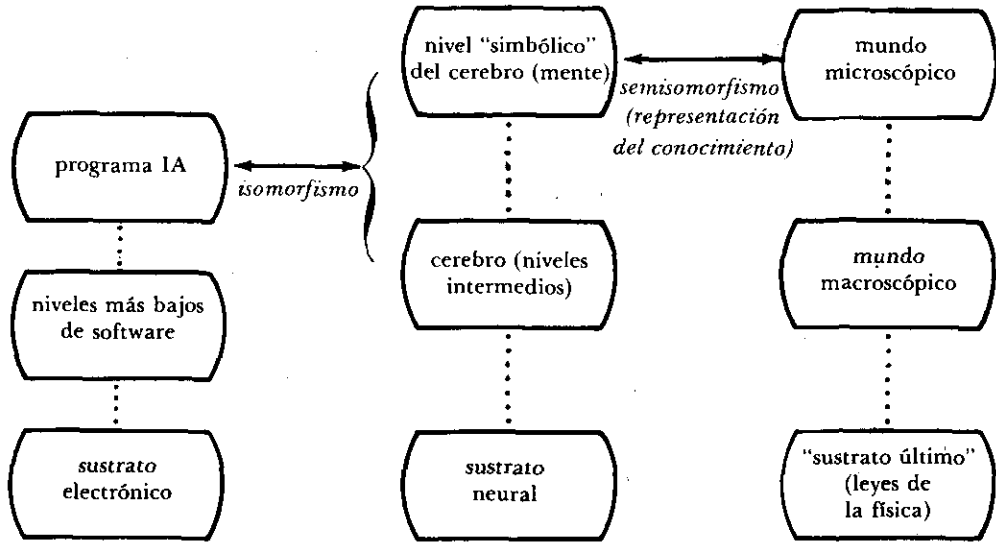 programa IA
niveles más bajos
de software
sustrato
electrónico
isomorfismo
nivel “simbólico”
del cerebro (mente)
cerebro (niveles
intermedios)
sustrato
neural
semisomorfismo
(representación
del conocimiento)
mundo
microscópico
mundo
macroscópico
“sustrato último”
(leyes de
la física)